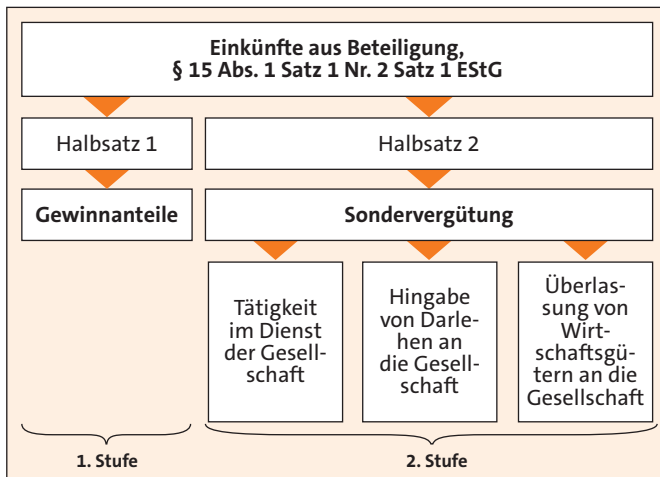 Einkünfte aus Beteiligung,
§ 15 Abs. 1 Satz 1 Nr. 2 Satz 1 EStG
Halbsatz 1
Halbsatz 2
Gewinnanteile
Sondervergütung
Tätigkeit
im Dienst
der Gesell-
schaft
Hingabe
von Darle-
hen an
die Gesell-
schaft
Überlas-
sung von
Wirt-
schaftsgü-
tern an die
Gesellschaft
1. Stufe
2. Stufe